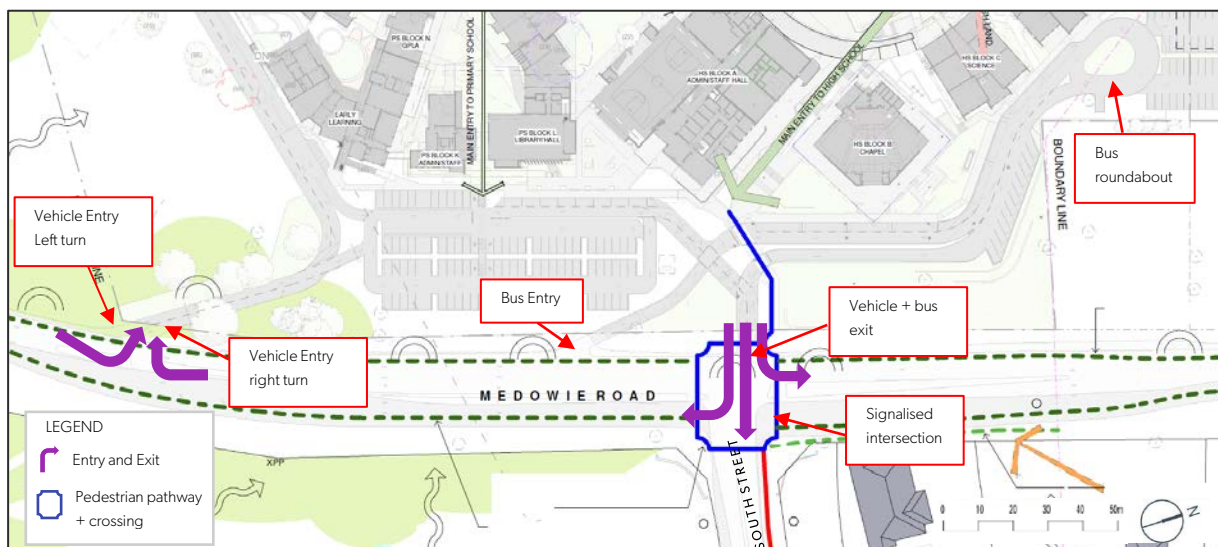 PS BLOCK N
GPLA
EARLY
LEARNING
PS BLOCK K
ADMIN/STAFF
MAIN ENTRY TO PRIMARY SCHOOL
PS BLOCK L
LIBRARY/HALL
HS BLOCK A
ADMIN/STAFF HALL
MAIN ENTRY TO HIGH SCHOOL
HS BLOCK B
CHAPEL
HS BLOCK C
SCIENCE
BOUNDARY LINE
Bus
roundabout
Vehicle Entry
Left turn
Bus Entry
Vehicle + bus
exit
Vehicle Entry
right turn
MEDOWIE ROAD
Signalised
intersection
SOUTH STREET
LEGEND
Entry and Exit
Pedestrian pathway
+ crossing
XPP
0 10 20 30 40 50m
N